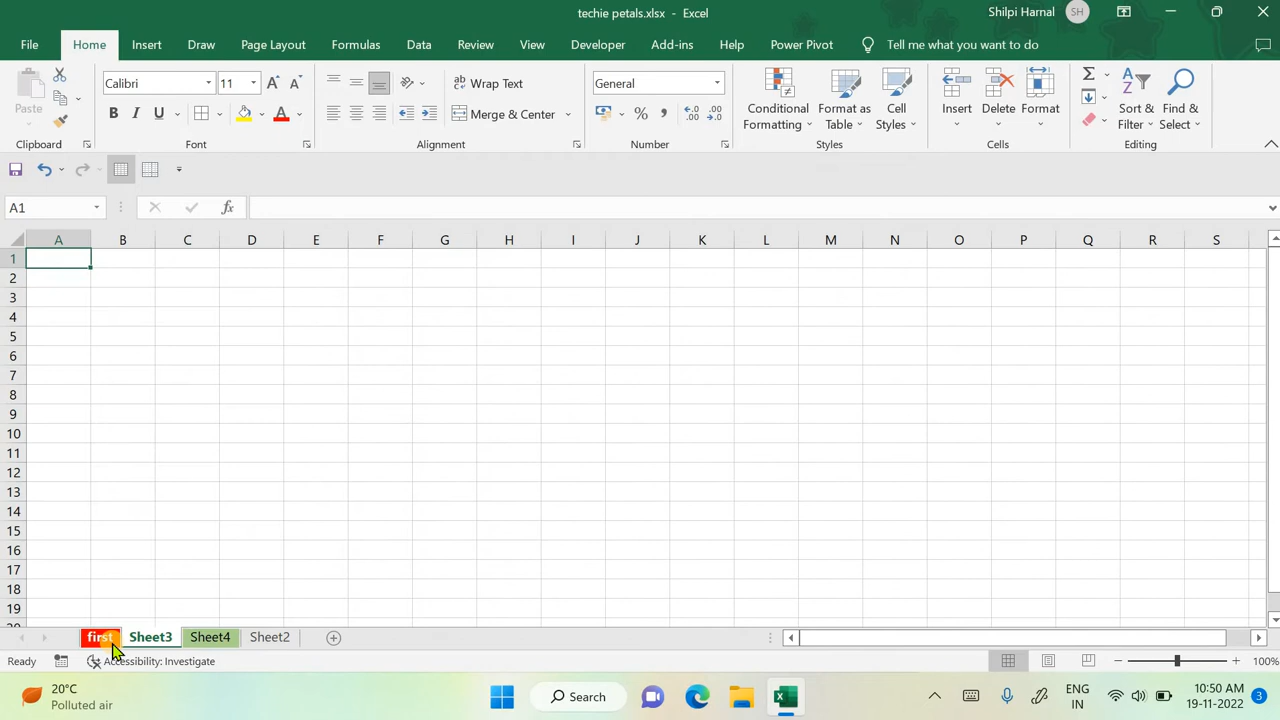 techie petals.xlsx - Excel
Shilpi Harnal SH
File Home Insert Draw Page Layout Formulas Data Review View Developer Add-ins Help Power Pivot Tell me what you want to do
Paste
Calibri 11
B I U A
Wrap Text
Merge & Center
General
%
Conditional Formatting
Format as Table
Cell Styles
Insert Delete Format
Sort & Filter
Find & Select
Clipboard Font Alignment Number Styles Cells Editing
A1 fx
A B C D E F G H I J K L M N O P Q R S
1
2
3
4
5
6
7
8
9
10
11
12
13
14
15
16
17
18
19
first Sheet3 Sheet4 Sheet2
Ready Accessibility: Investigate 100%
20°C
Polluted air
Search
ENG
IN
10:50 AM
19-11-2022
3